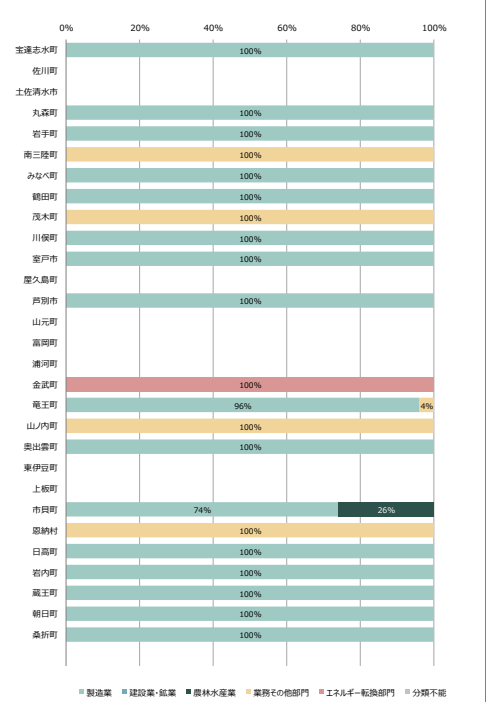 0% 20% 40% 60% 80% 100%
宝達志水町 100%
佐川町
土佐清水市
丸森町 100%
岩手町 100%
南三陸町 100%
みなべ町 100%
鶴田町 100%
茂木町 100%
川俣町 100%
室戸市 100%
屋久島町
芦別市 100%
山元町
富岡町
浦河町
金武町 100%
竜王町 96% 4%
山ノ内町 100%
奥出雲町 100%
東伊豆町
上板町
市貝町 74% 26%
恩納村 100%
日高町 100%
岩内町 100%
蔵王町 100%
朝日町 100%
桑折町 100%
製造業 建設業・鉱業 農林水産業 業務その他部門 エネルギー転換部門 分類不能